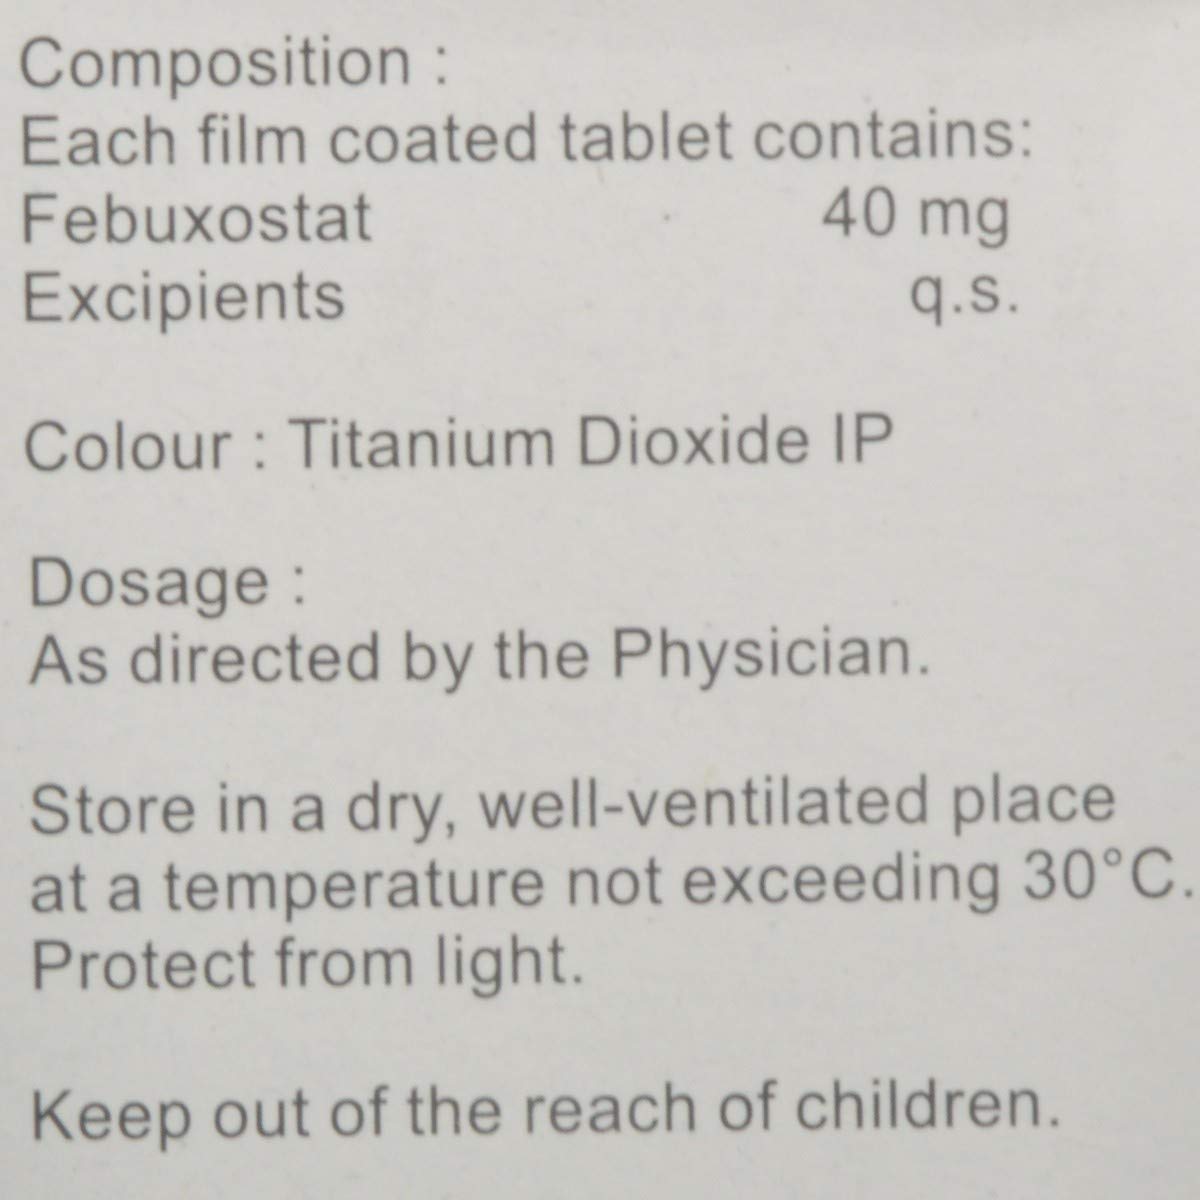 Composition :
Each film coated tablet contains:
Febuxostat 40 mg
Excipients q.s.
Colour : Titanium Dioxide IP
Dosage :
As directed by the Physician.
Store in a dry, well-ventilated place
at a temperature not exceeding 30°C.
Protect from light.
Keep out of the reach of children.